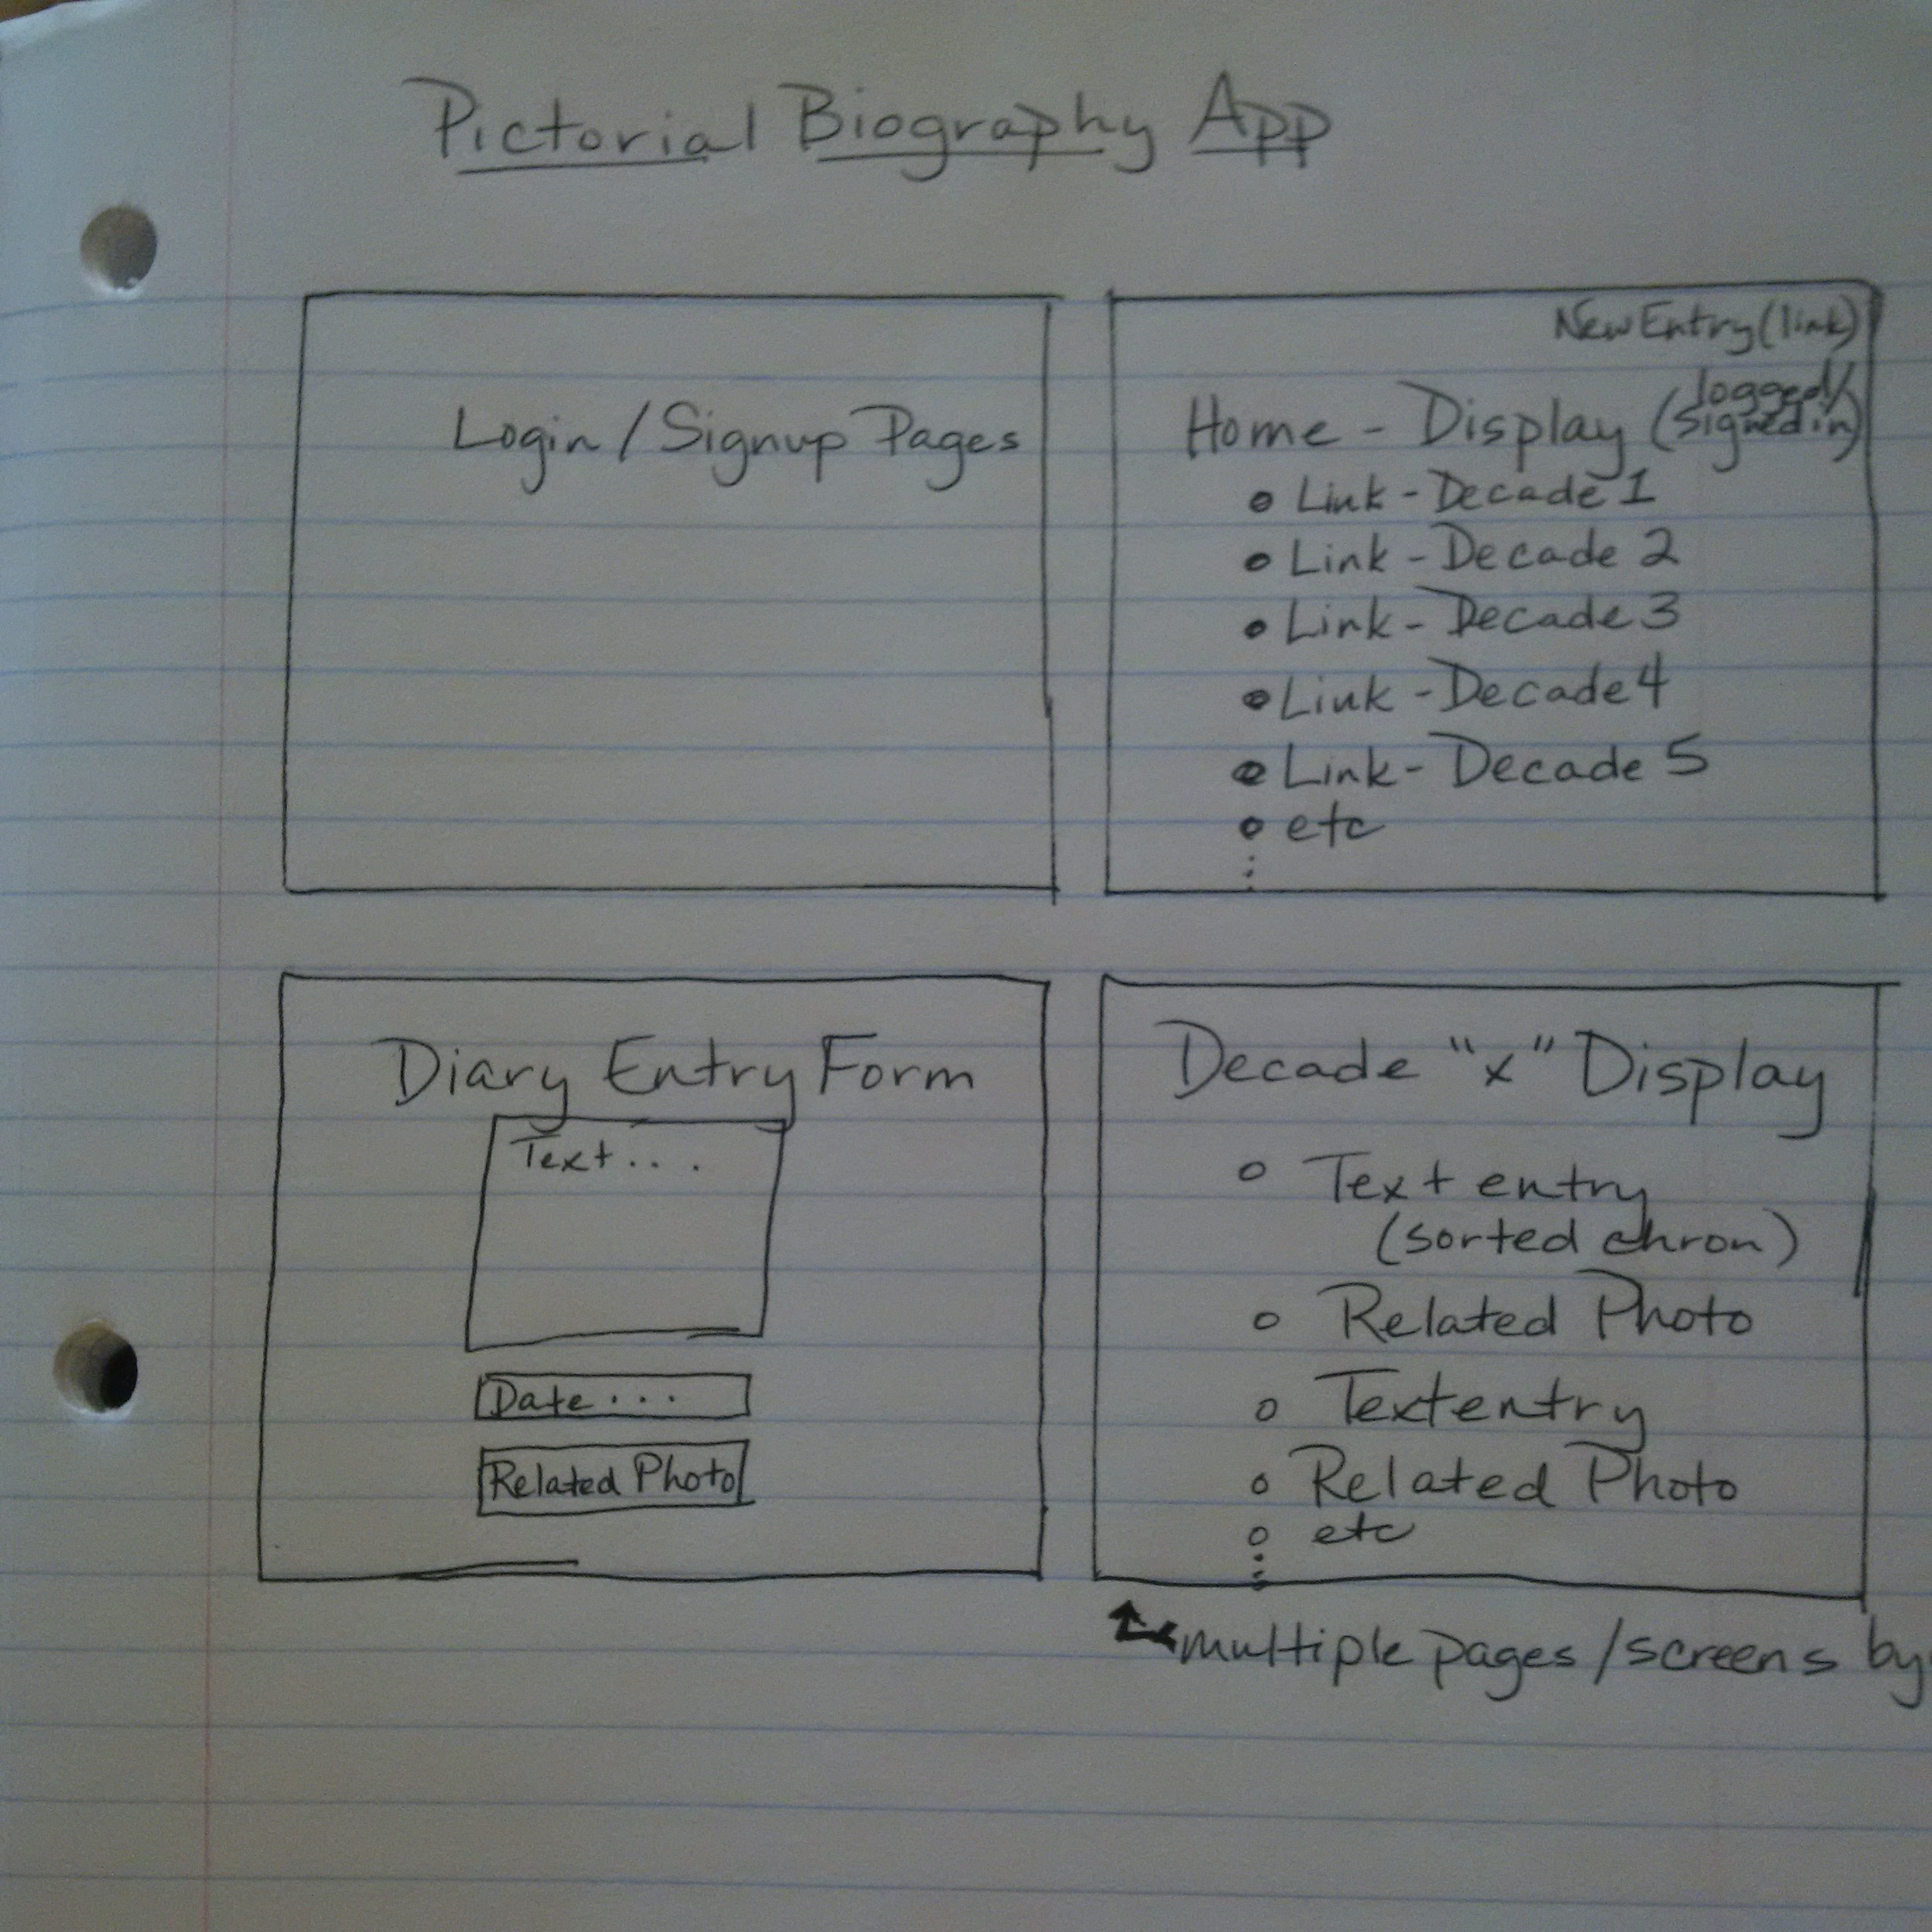 Pictorial Biography App
Login / Signup Pages
New Entry (link)
Home - Display (logged/
signed in)
Link - Decade 1
Link - Decade 2
Link - Decade 3
Link - Decade 4
Link - Decade 5
etc
Diary Entry Form
Text...
Date...
Related Photo
Decade "x" Display
Text entry
(sorted chron)
Related Photo
Text entry
Related Photo
etc
multiple pages / screens by